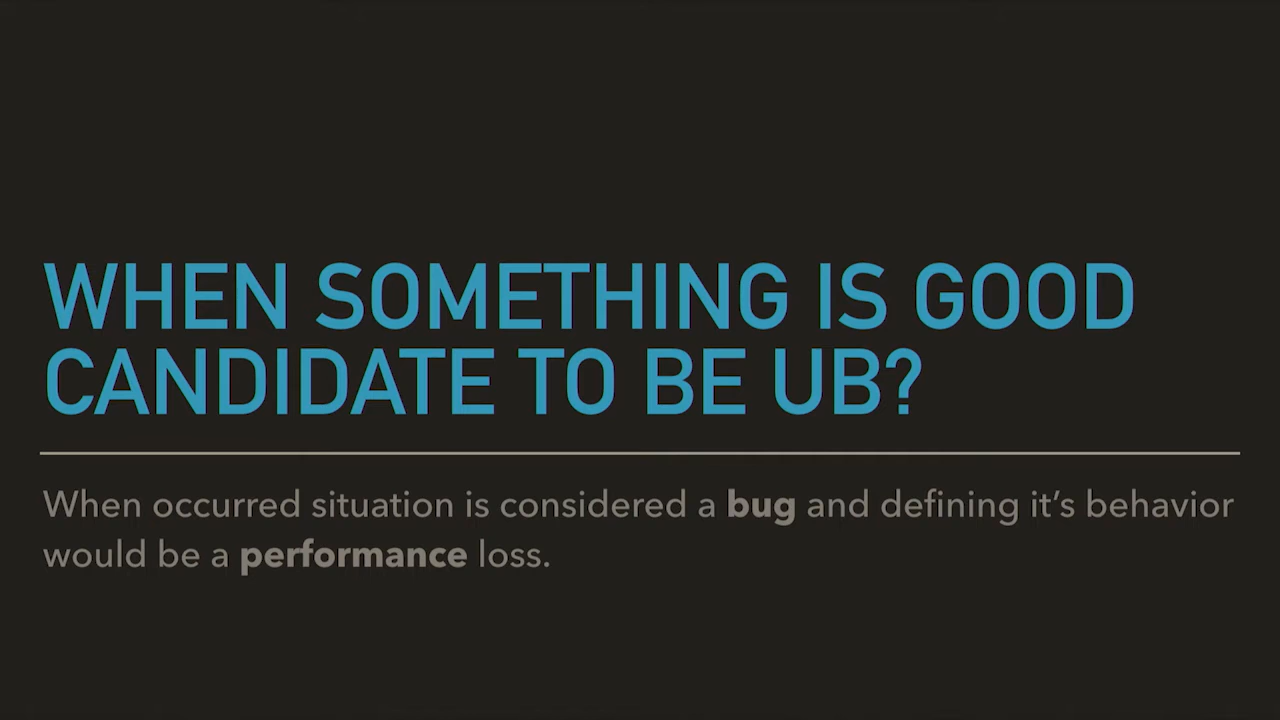 WHEN SOMETHING IS GOOD
CANDIDATE TO BE UB?
When occurred situation is considered a bug and defining it’s behavior
would be a performance loss.